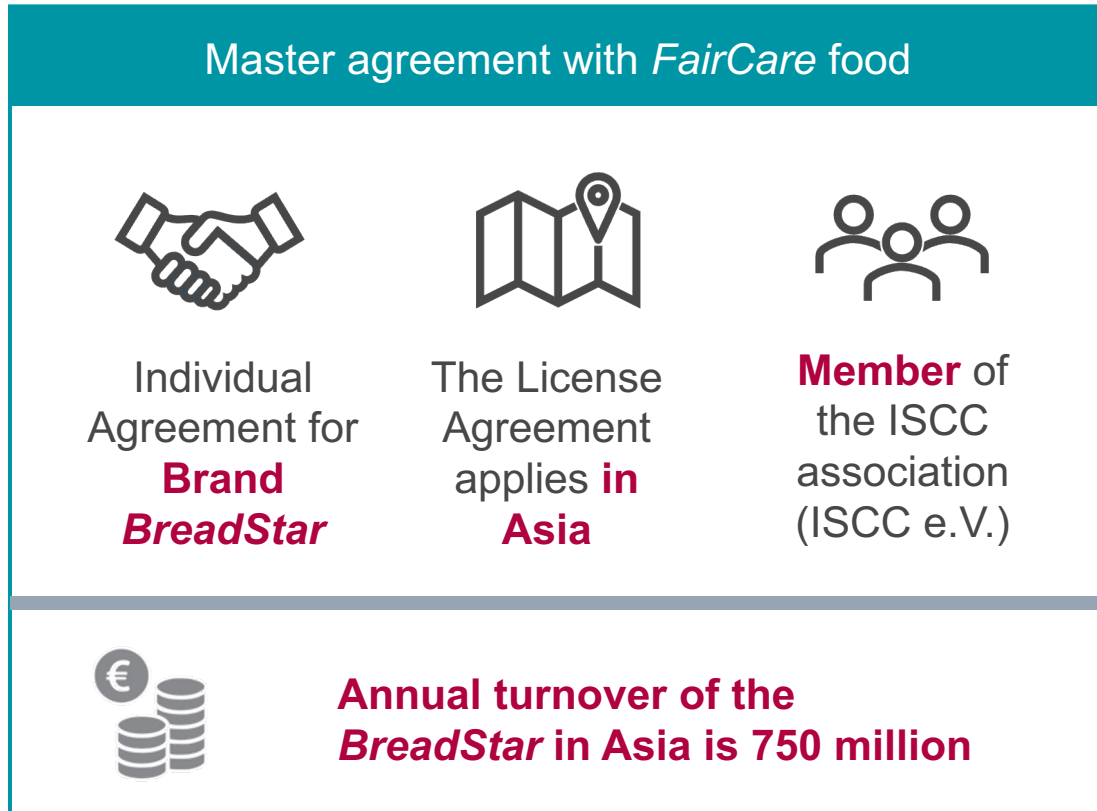 Master agreement with FairCare food
Individual
Agreement for
Brand
BreadStar
The License
Agreement
applies in
Asia
Member of
the ISCC
association
(ISCC e.V.)
€
Annual turnover of the
BreadStar in Asia is 750 million